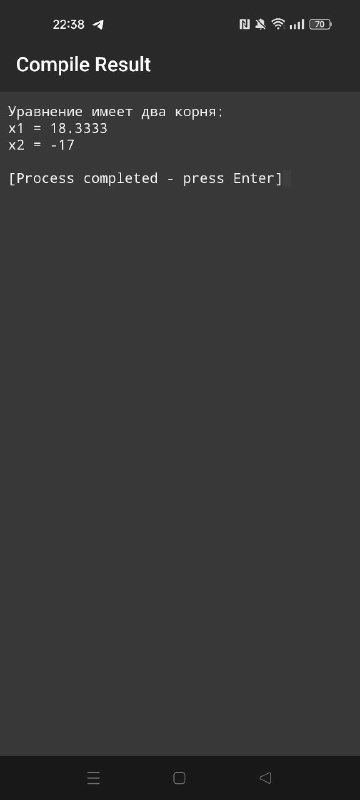 22:38
70
Compile Result
Уравнение имеет два корня:
x1 = 18.3333
x2 = -17
[Process completed - press Enter]